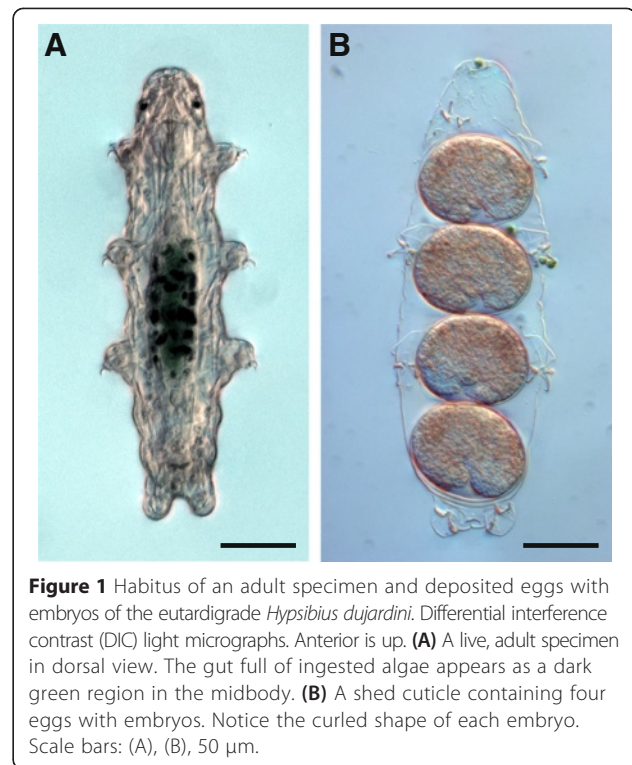 A
B
Figure 1 Habitus of an adult specimen and deposited eggs with
embryos of the eutardigrade Hypsibius dujardini. Differential interference
contrast (DIC) light micrographs. Anterior is up. (A) A live, adult specimen
in dorsal view. The gut full of ingested algae appears as a dark
green region in the midbody. (B) A shed cuticle containing four
eggs with embryos. Notice the curled shape of each embryo.
Scale bars: (A), (B), 50 μm.